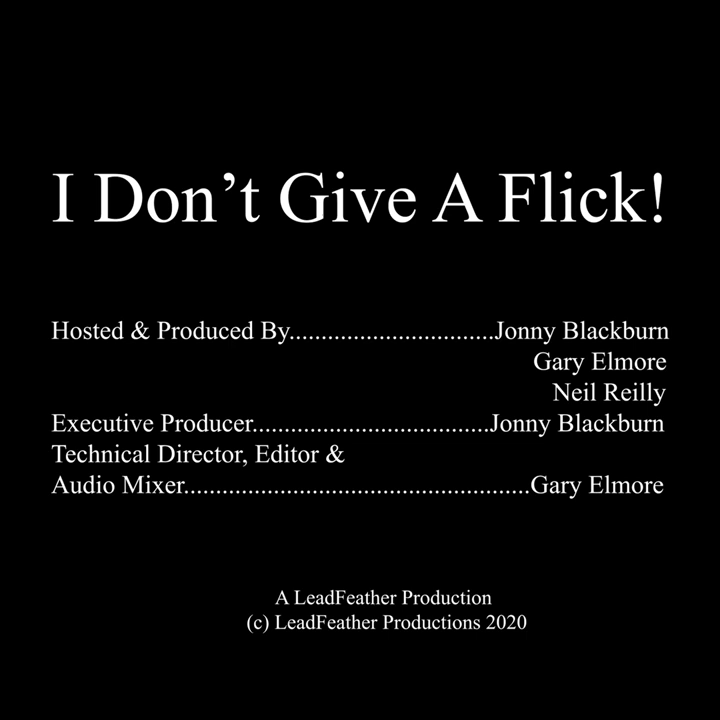 I Don’t Give A Flick!
Hosted & Produced By................................Jonny Blackburn
Gary Elmore
Neil Reilly
Executive Producer.....................................Jonny Blackburn
Technical Director, Editor &
Audio Mixer......................................................Gary Elmore
A LeadFeather Production
(c) LeadFeather Productions 2020